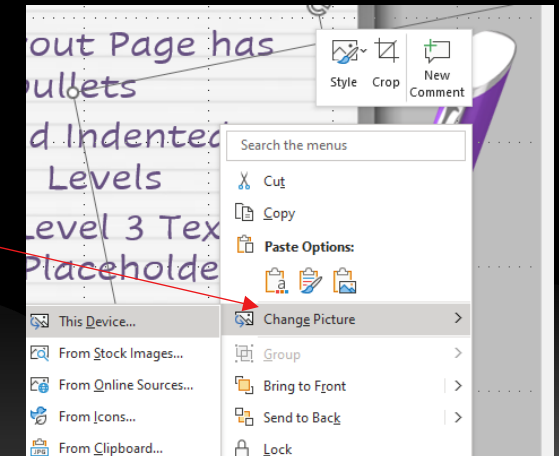 out Page has
bullets
d Indented
Levels
Level 3 Tex
Placeholde
Style
Crop
New
Comment
Search the menus
Cut
Copy
Paste Options:
a
Change Picture
Group
Bring to Front
Send to Back
Lock
This Device...
From Stock Images...
From Online Sources...
From Icons...
JPG
From Clipboard...